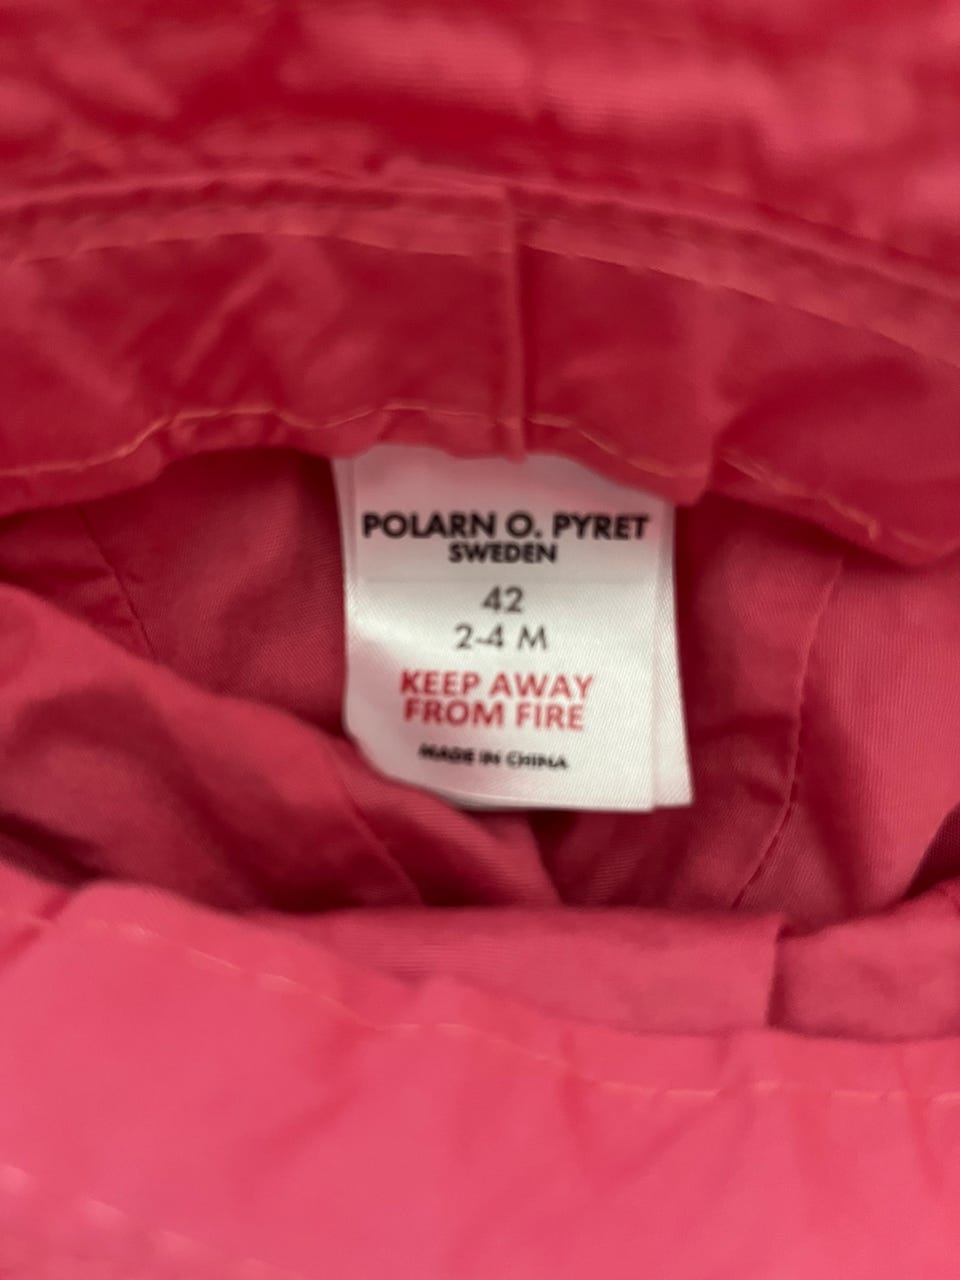 POLARN O. PYRET
SWEDEN
42
2-4 M
KEEP AWAY
FROM FIRE
MADE IN CHINA